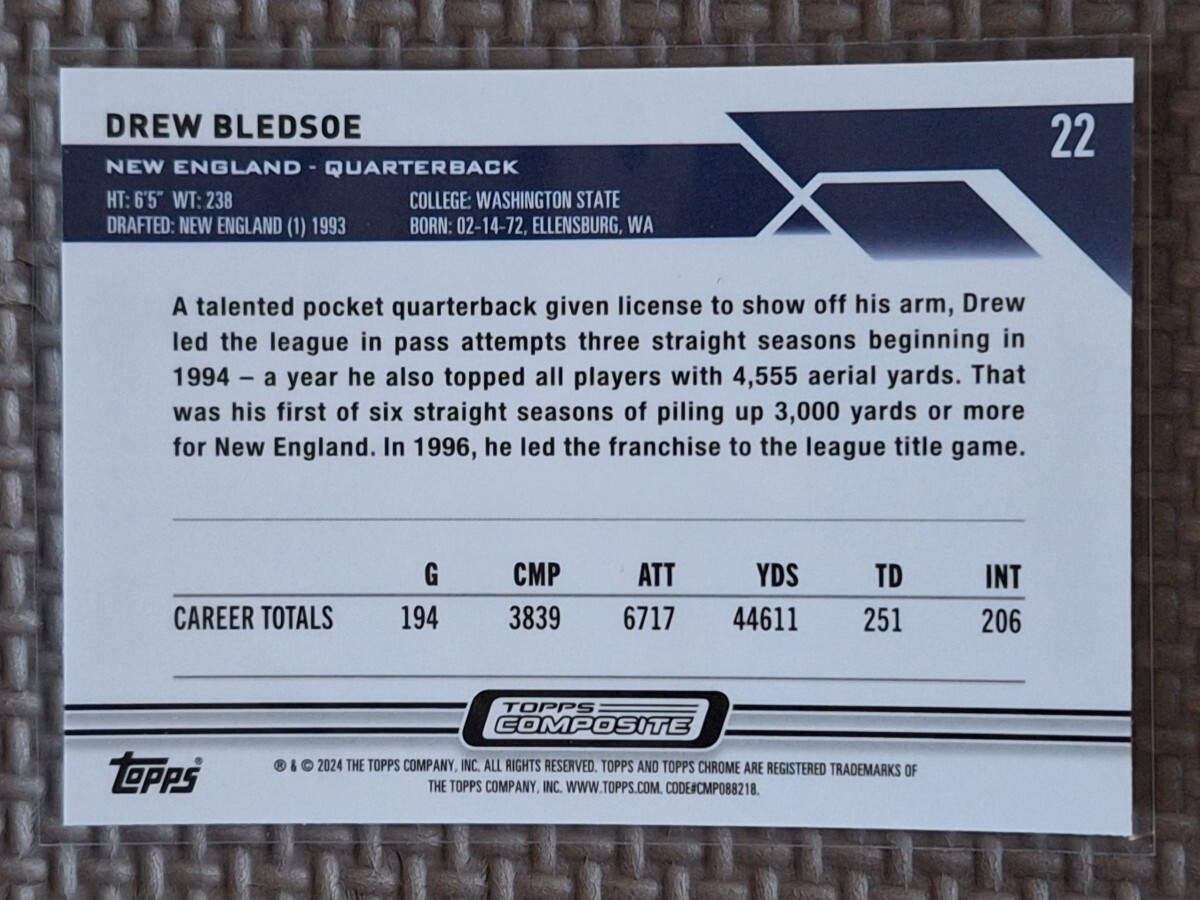 DREW BLEDSOE
22
NEW ENGLAND - QUARTERBACK
HT: 6'5" WT: 238 COLLEGE: WASHINGTON STATE
DRAFTED: NEW ENGLAND (1) 1993 BORN: 02-14-72, ELLENSBURG, WA
A talented pocket quarterback given license to show off his arm, Drew
led the league in pass attempts three straight seasons beginning in
1994 – a year he also topped all players with 4,555 aerial yards. That
was his first of six straight seasons of piling up 3,000 yards or more
for New England. In 1996, he led the franchise to the league title game.
G CMP ATT YDS TD INT
CAREER TOTALS 194 3839 6717 44611 251 206
TOPPS
COMPOSITE
topps®
® & © 2024 THE TOPPS COMPANY, INC. ALL RIGHTS RESERVED. TOPPS AND TOPPS CHROME ARE REGISTERED TRADEMARKS OF
THE TOPPS COMPANY, INC. WWW.TOPPS.COM. CODE#CMP088218.